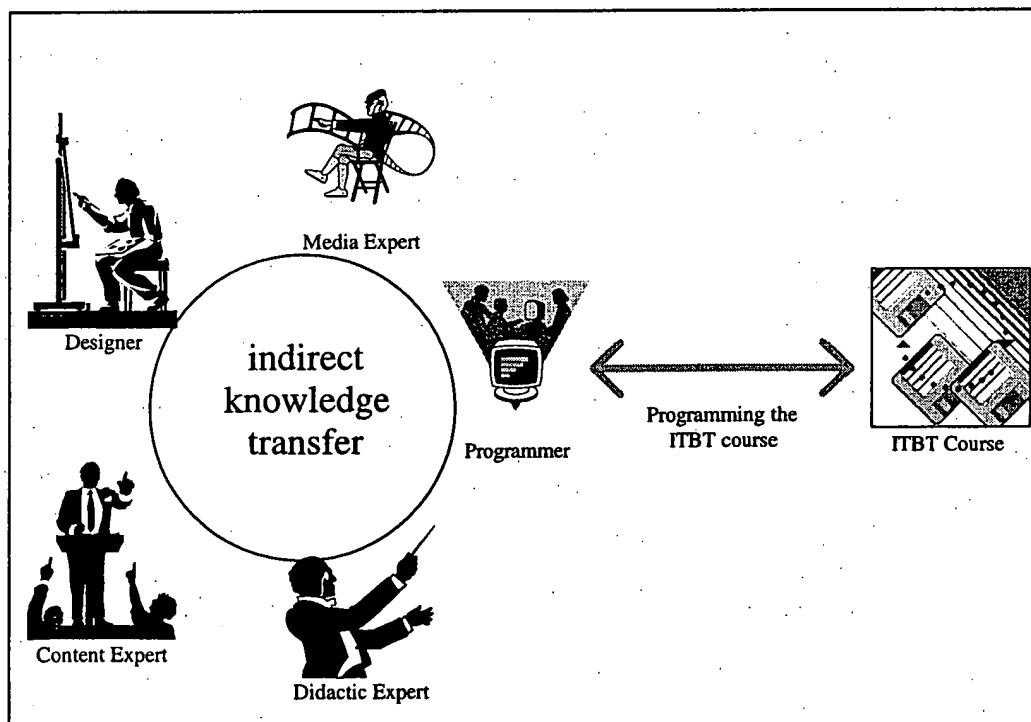 Media Expert
Designer
indirect
knowledge
transfer
Programmer
Programming the
ITBT course
ITBT Course
Content Expert
Didactic Expert